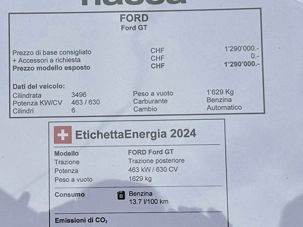 FORD
Ford GT
Prezzo di base consigliato CHF 1'290'000.-
+ Accessori a richiesta CHF 0.-
Prezzo modello esposto CHF 1'290'000.-
Dati del veicolo:
Cilindrata 3496 Peso a vuoto 1'629 Kg
Potenza KW/CV 463 / 630 Carburante Benzina
Cilindri 6 Cambio Automatico
EtichettaEnergia 2024
Modello FORD Ford GT
Trazione Trazione posteriore
Potenza 463 kW / 630 CV
Peso a vuoto 1629 kg
Consumo Benzina
13.7 l/100 km
Emissioni di CO₂